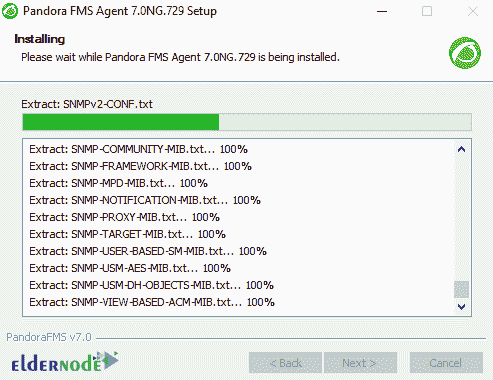 Pandora FMS Agent 7.0NG.729 Setup
Installing
Please wait while Pandora FMS Agent 7.0NG.729 is being installed.
Extract: SNMPv2-CONF.txt
Extract: SNMP-COMMUNITY-MIB.txt... 100%
Extract: SNMP-FRAMEWORK-MIB.txt... 100%
Extract: SNMP-MPD-MIB.txt... 100%
Extract: SNMP-NOTIFICATION-MIB.txt... 100%
Extract: SNMP-PROXY-MIB.txt... 100%
Extract: SNMP-TARGET-MIB.txt... 100%
Extract: SNMP-USER-BASED-SM-MIB.txt... 100%
Extract: SNMP-USM-AES-MIB.txt... 100%
Extract: SNMP-USM-DH-OBJECTS-MIB.txt... 100%
Extract: SNMP-VIEW-BASED-ACM-MIB.txt... 100%
PandoraFMS v7.0
eldernode
< Back Next > Cancel